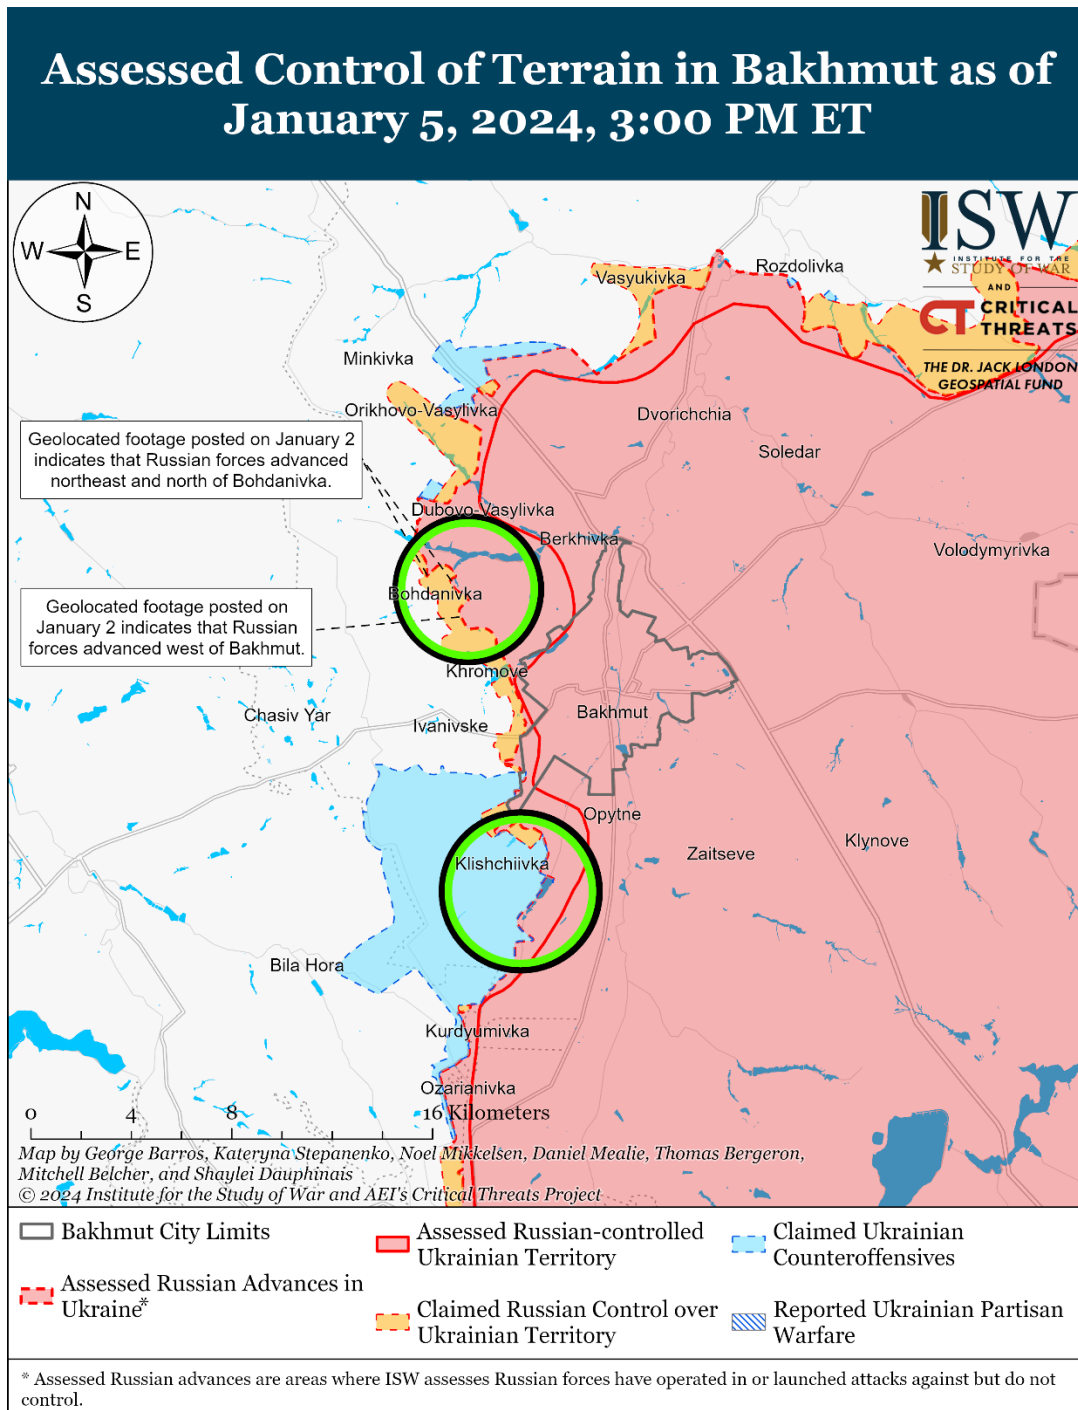 Assessed Control of Terrain in Bakhmut as of
January 5, 2024, 3:00 PM ET
N
W
E
S
ISW
INSTITUTE FOR THE
STUDY OF WAR
AND
CT CRITICAL
THREATS
THE DR. JACK LONDON
GEOSPATIAL FUND
Vasyukivka
Rozdolivka
Minkivka
Orikhovo-Vasylivka
Dvorichchia
Soledar
Geolocated footage posted on January 2
indicates that Russian forces advanced
northeast and north of Bohdanivka.
Dubovo-Vasylivka
Berkhivka
Volodymyrivka
Bohdanivka
Geolocated footage posted on
January 2 indicates that Russian
forces advanced west of Bakhmut.
Khromove
Chasiv Yar
Ivanivske
Bakhmut
Opytne
Klishchiivka
Zaitseve
Klynove
Bila Hora
Kurdyumivka
Ozarianivka
0 4 8 16 Kilometers
Map by George Barros, Kateryna Stepanenko, Noel Mikkelsen, Daniel Mealie, Thomas Bergeron,
Mitchell Belcher, and Shaylei Dauphinais
© 2024 Institute for the Study of War and AEI's Critical Threats Project
Bakhmut City Limits
Assessed Russian Advances in
Ukraine*
Assessed Russian-controlled
Ukrainian Territory
Claimed Russian Control over
Ukrainian Territory
Claimed Ukrainian
Counteroffensives
Reported Ukrainian Partisan
Warfare
* Assessed Russian advances are areas where ISW assesses Russian forces have operated in or launched attacks against but do not
control.